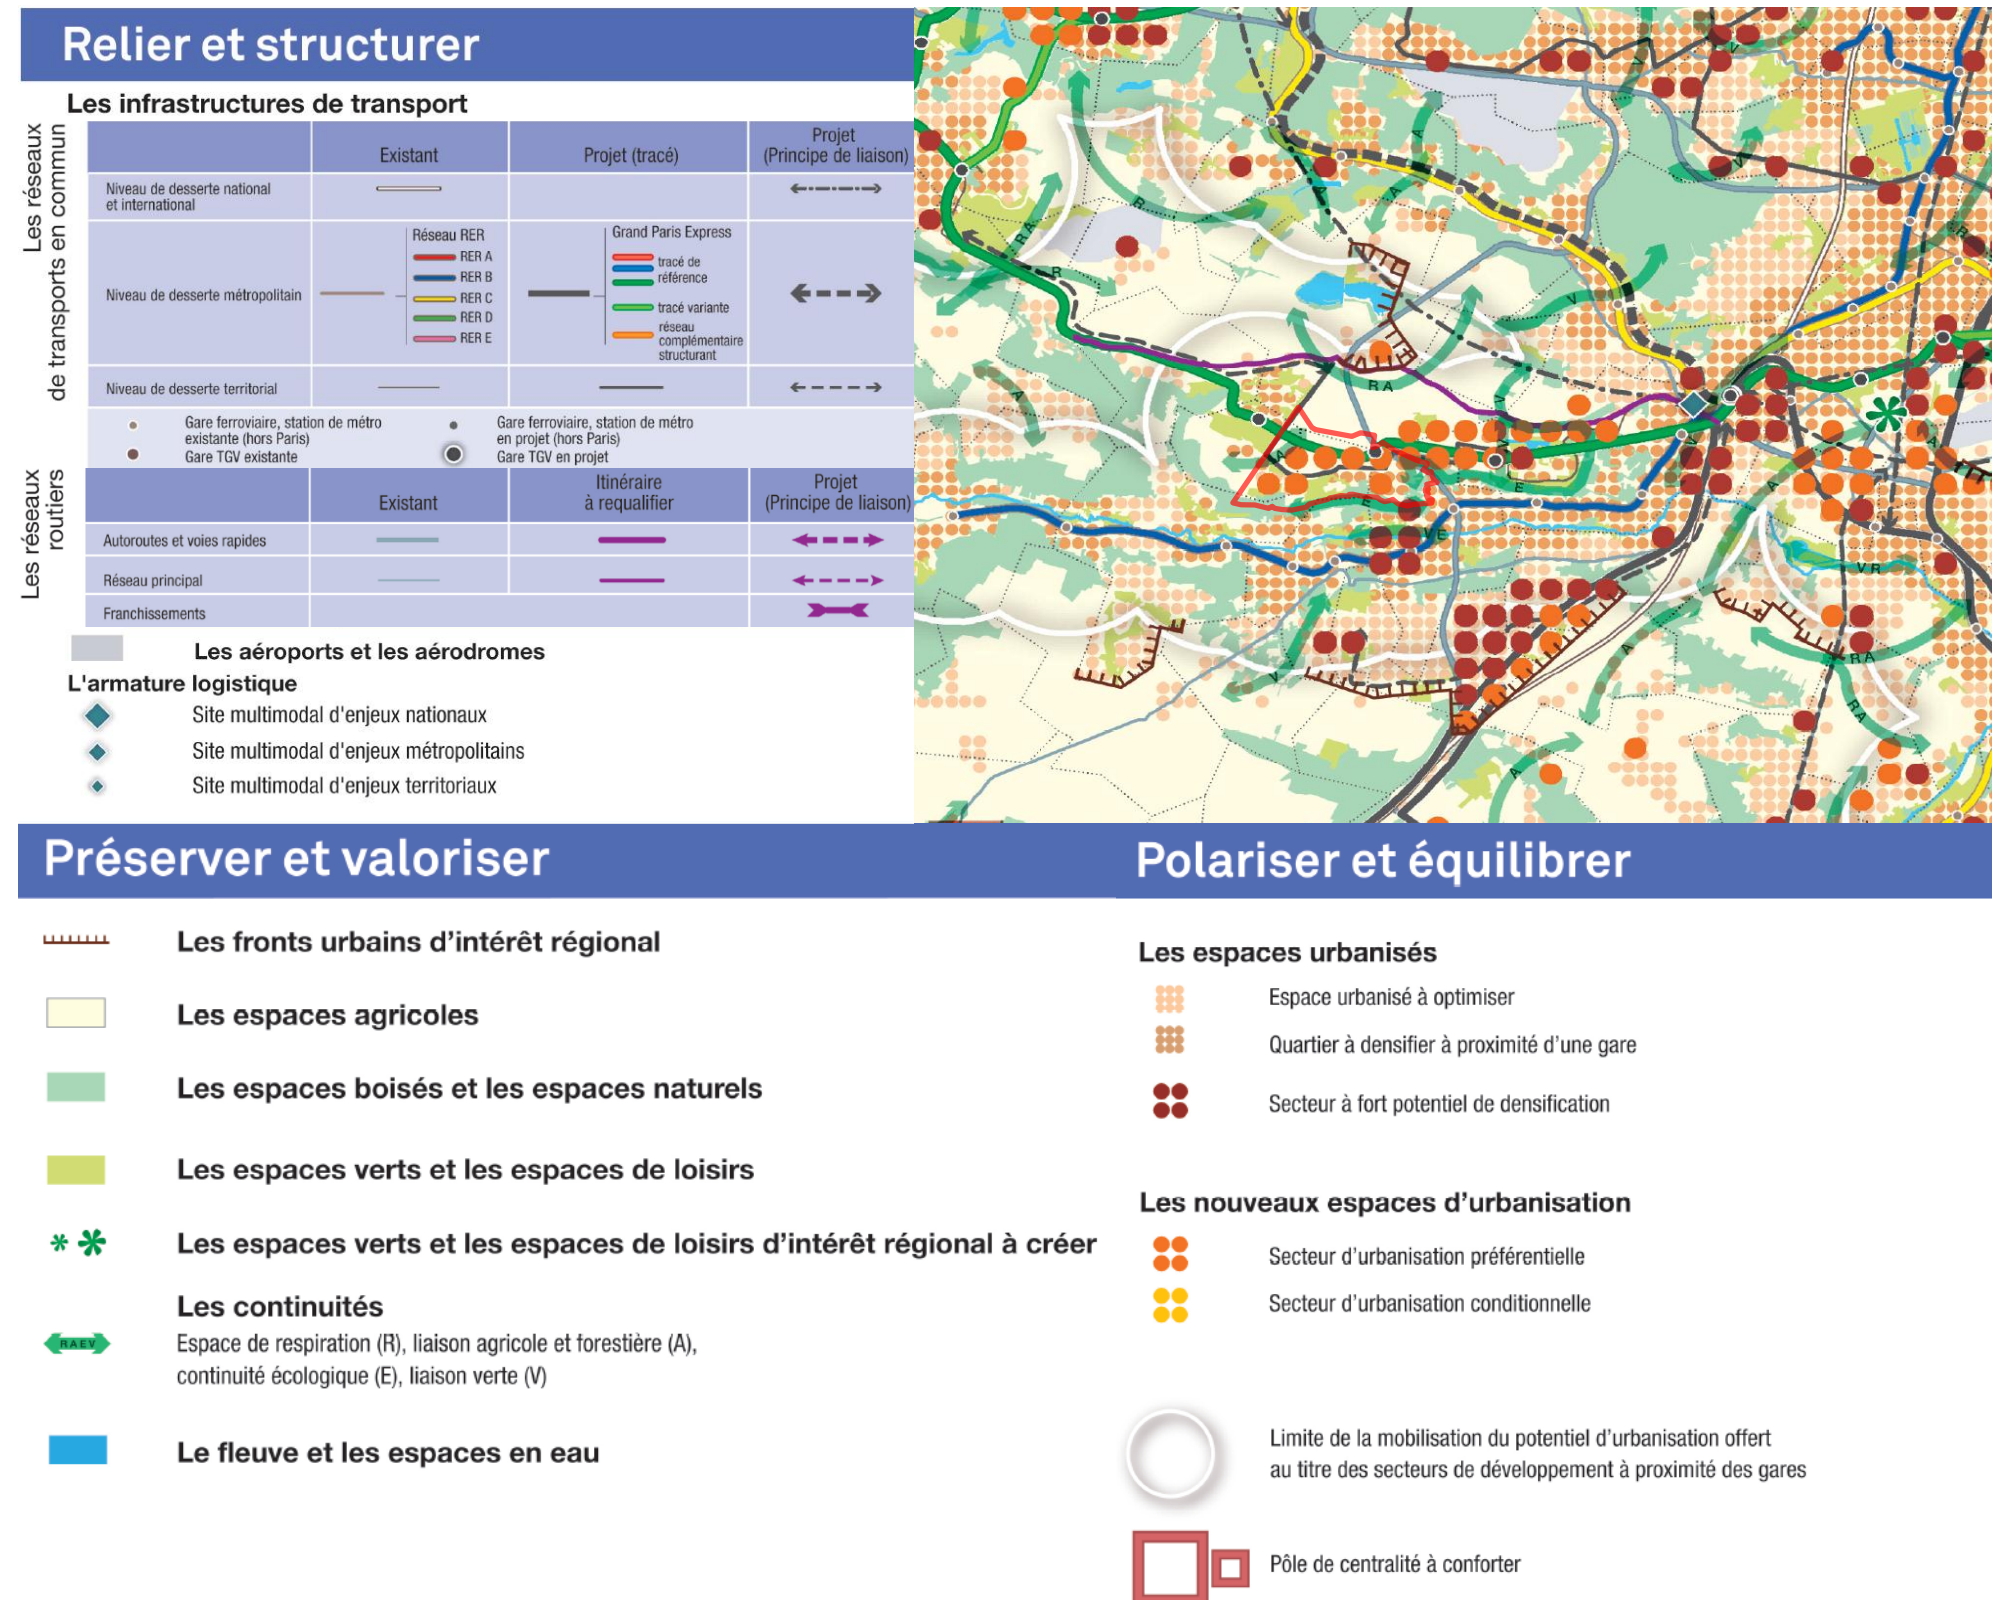 Relier et structurer
Les infrastructures de transport
Les réseaux
de transports en commun
Existant
Projet (tracé)
Projet
(Principe de liaison)
Niveau de desserte national
et international
Niveau de desserte métropolitain
Réseau RER
RER A
RER B
RER C
RER D
RER E
Grand Paris Express
tracé de
référence
tracé variante
réseau
complémentaire
structurant
Niveau de desserte territorial
Gare ferroviaire, station de métro
existante (hors Paris)
Gare TGV existante
Gare ferroviaire, station de métro
en projet (hors Paris)
Gare TGV en projet
Les réseaux
routiers
Existant
Itinéraire
à requalifier
Projet
(Principe de liaison)
Autoroutes et voies rapides
Réseau principal
Franchissements
Les aéroports et les aérodromes
L'armature logistique
Site multimodal d'enjeux nationaux
Site multimodal d'enjeux métropolitains
Site multimodal d'enjeux territoriaux
V
A
V
A
A
R
RA
R
R
V
RA
A
V
A
E
E
V E
A
V R
V
A
RA
RA
A
Préserver et valoriser
Les fronts urbains d'intérêt régional
Les espaces agricoles
Les espaces boisés et les espaces naturels
Les espaces verts et les espaces de loisirs
Les espaces verts et les espaces de loisirs d'intérêt régional à créer
Les continuités
RAEV
Espace de respiration (R), liaison agricole et forestière (A),
continuité écologique (E), liaison verte (V)
Le fleuve et les espaces en eau
Polariser et équilibrer
Les espaces urbanisés
Espace urbanisé à optimiser
Quartier à densifier à proximité d'une gare
Secteur à fort potentiel de densification
Les nouveaux espaces d'urbanisation
Secteur d'urbanisation préférentielle
Secteur d'urbanisation conditionnelle
Limite de la mobilisation du potentiel d'urbanisation offert
au titre des secteurs de développement à proximité des gares
Pôle de centralité à conforter